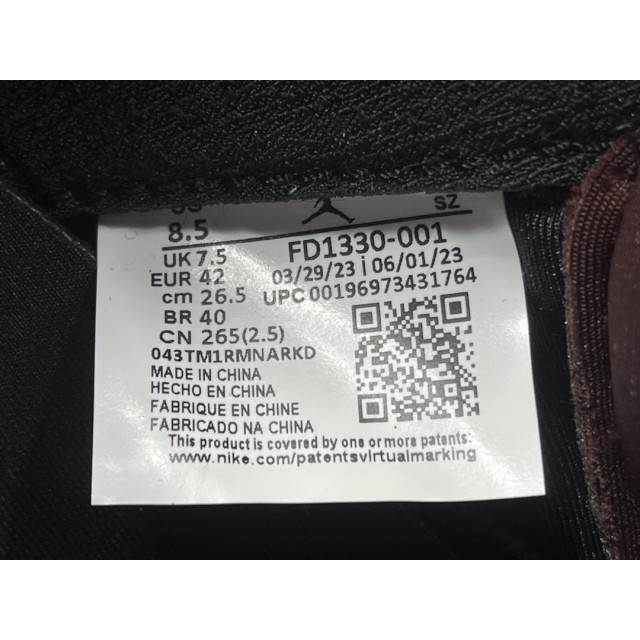 8.5
SZ
UK 7.5
FD1330-001
EUR 42
03/29/23 | 06/01/23
cm 26.5
UPC 00196973431764
BR 40
CN 265(2.5)
043TM1RMNARKD
MADE IN CHINA
HECHO EN CHINA
FABRIQUE EN CHINE
FABRICADO NA CHINA
This product is covered by one or more patents:
www.nike.com/patentsvirtualmarking